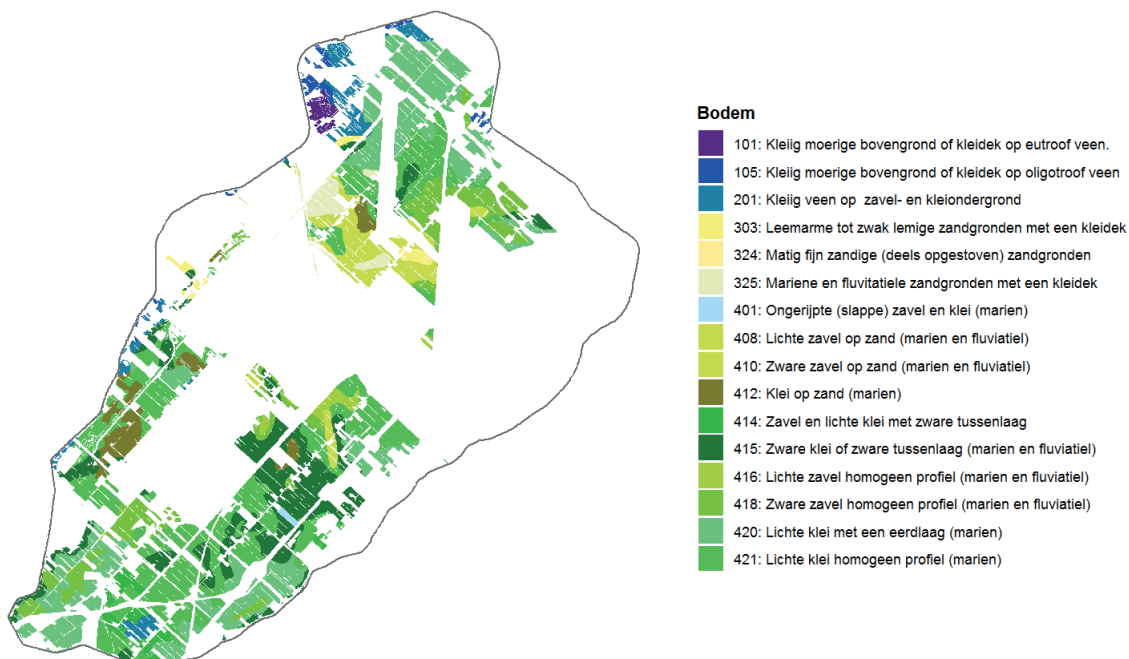 Bodem
101: Kleiig moerige bovengrond of kleidek op eutroof veen.
105: Kleiig moerige bovengrond of kleidek op oligotroof veen
201: Kleiig veen op zavel- en kleiondergrond
303: Leemarme tot zwak lemige zandgronden met een kleidek
324: Matig fijn zandige (deels opgestoven) zandgronden
325: Mariene en fluvitatiele zandgronden met een kleidek
401: Ongerijpte (slappe) zavel en klei (marien)
408: Lichte zavel op zand (marien en fluviatiel)
410: Zware zavel op zand (marien en fluviatiel)
412: Klei op zand (marien)
414: Zavel en lichte klei met zware tussenlaag
415: Zware klei of zware tussenlaag (marien en fluviatiel)
416: Lichte zavel homogeen profiel (marien en fluviatiel)
418: Zware zavel homogeen profiel (marien en fluviatiel)
420: Lichte klei met een eerdlaag (marien)
421: Lichte klei homogeen profiel (marien)